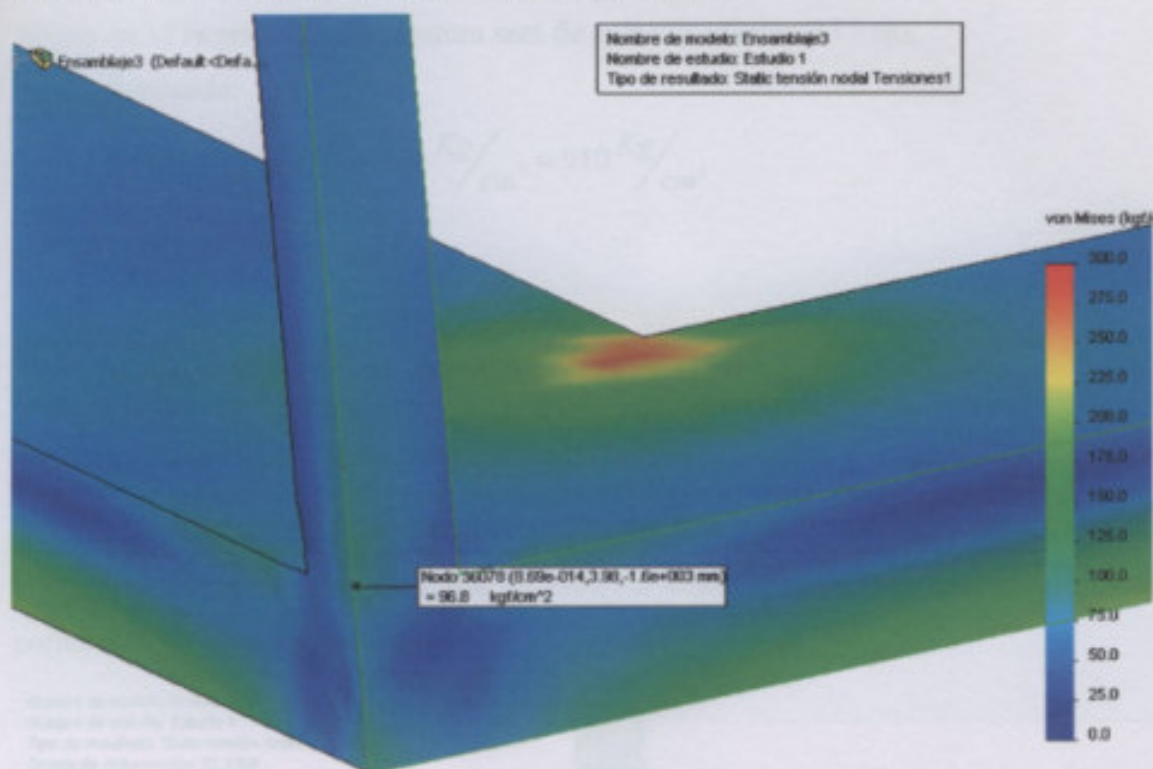 Ensamblaje3 (Default<Defa...
Nombre de modelo: Ensamblaje3
Nombre de estudio: Estudio 1
Tipo de resultado: Static tensión nodal Tensiones1
von Mises (kgf/
300.0
275.0
250.0
225.0
200.0
175.0
150.0
125.0
100.0
75.0
50.0
25.0
0.0
Nodo 36078 (8.69e-014,3.98,-1.6e+003 mm)
= 96.8 kgf/cm^2